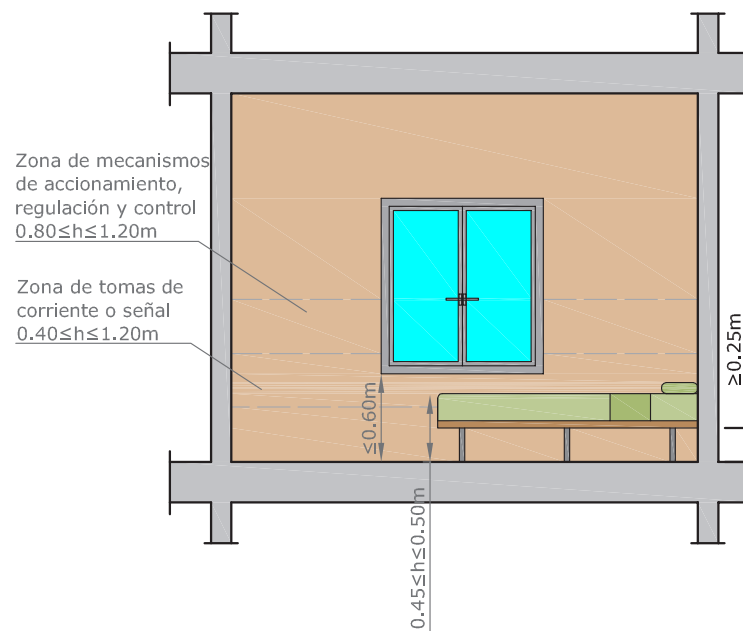 Zona de mecanismos
de accionamiento,
regulación y control
0.80≤h≤1.20m
Zona de tomas de
corriente o señal
0.40≤h≤1.20m
≤0.60m
0.45≤h≤0.50m
≥0.25m